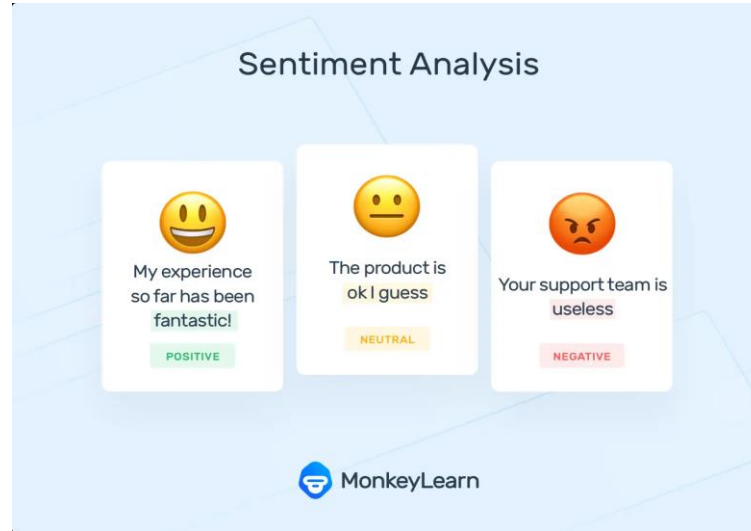 Sentiment Analysis
My experience
so far has been
fantastic!
POSITIVE
The product is
ok I guess
NEUTRAL
Your support team is
useless
NEGATIVE
MonkeyLearn